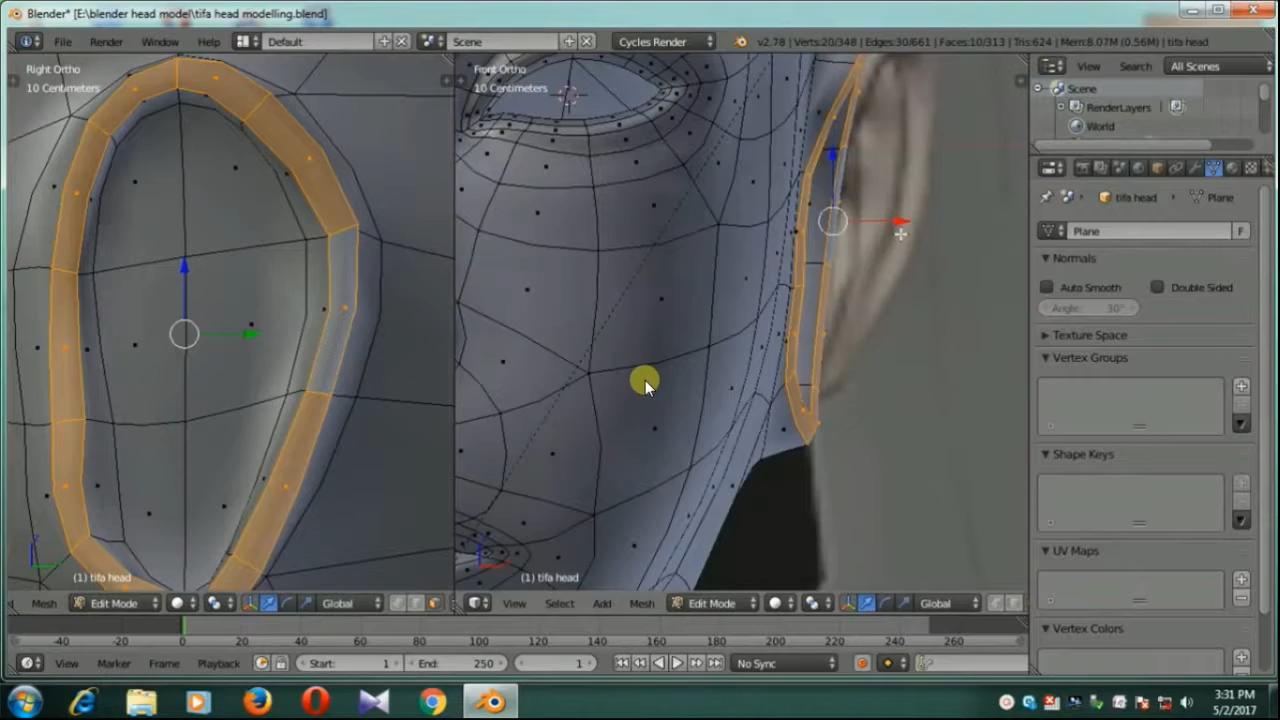 Blender* [E:\blender head model\tifa head modelling.blend]
File Render Window Help Default Scene Cycles Render v2.78 | Verts:20/348 | Edges:30/661 | Faces:10/313 | Tris:624 | Mem:8.07M (0.56M) | tifa head
Right Ortho
10 Centimeters
Front Ortho
10 Centimeters
View Search All Scenes
Scene
RenderLayers
World
tifa head Plane
Plane F
Normals
Auto Smooth Double Sided
Angle: 30°
Texture Space
Vertex Groups
Shape Keys
UV Maps
Vertex Colors
(1) tifa head
(1) tifa head
Mesh Edit Mode Global
View Select Add Mesh Edit Mode Global
-40 -20 0 20 40 60 80 100 120 140 160 180 200 220 240 260
View Marker Frame Playback Start: 1 End: 250 1 No Sync
3:31 PM
5/2/2017